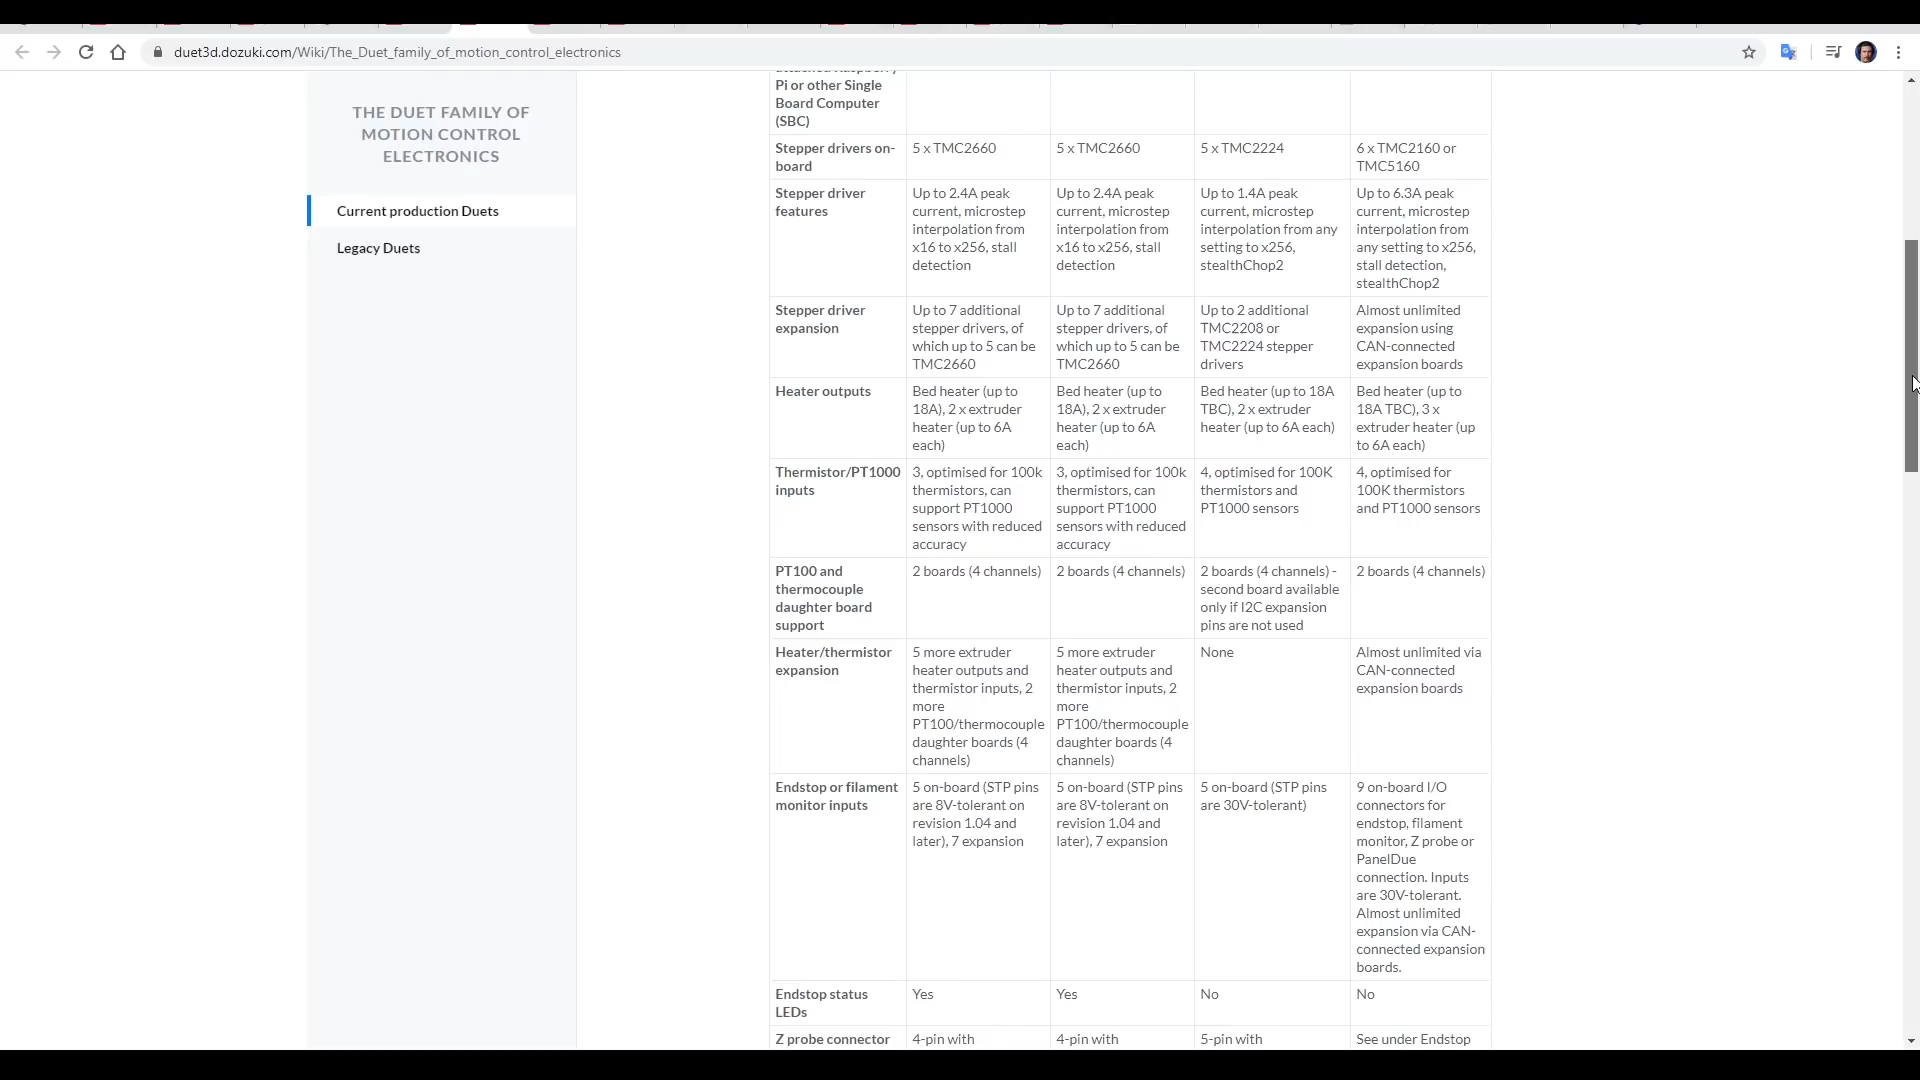 duet3d.dozuki.com/Wiki/The_Duet_family_of_motion_control_electronics
THE DUET FAMILY OF
MOTION CONTROL
ELECTRONICS
Current production Duets
Legacy Duets
Pi or other Single
Board Computer
(SBC)
Stepper drivers on-
board
5 x TMC2660
5 x TMC2660
5 x TMC2224
6 x TMC2160 or
TMC5160
Stepper driver
features
Up to 2.4A peak
current, microstep
interpolation from
x16 to x256, stall
detection
Up to 2.4A peak
current, microstep
interpolation from
x16 to x256, stall
detection
Up to 1.4A peak
current, microstep
interpolation from any
setting to x256,
stealthChop2
Up to 6.3A peak
current, microstep
interpolation from
any setting to x256,
stall detection,
stealthChop2
Stepper driver
expansion
Up to 7 additional
stepper drivers, of
which up to 5 can be
TMC2660
Up to 7 additional
stepper drivers, of
which up to 5 can be
TMC2660
Up to 2 additional
TMC2208 or
TMC2224 stepper
drivers
Almost unlimited
expansion using
CAN-connected
expansion boards
Heater outputs
Bed heater (up to
18A), 2 x extruder
heater (up to 6A
each)
Bed heater (up to
18A), 2 x extruder
heater (up to 6A
each)
Bed heater (up to 18A
TBC), 2 x extruder
heater (up to 6A each)
Bed heater (up to
18A TBC), 3 x
extruder heater (up
to 6A each)
Thermistor/PT1000
inputs
3, optimised for 100k
thermistors, can
support PT1000
sensors with reduced
accuracy
3, optimised for 100k
thermistors, can
support PT1000
sensors with reduced
accuracy
4, optimised for 100K
thermistors and
PT1000 sensors
4, optimised for
100K thermistors
and PT1000 sensors
PT100 and
thermocouple
daughter board
support
2 boards (4 channels)
2 boards (4 channels)
2 boards (4 channels) -
second board available
only if I2C expansion
pins are not used
2 boards (4 channels)
Heater/thermistor
expansion
5 more extruder
heater outputs and
thermistor inputs, 2
more
PT100/thermocouple
daughter boards (4
channels)
5 more extruder
heater outputs and
thermistor inputs, 2
more
PT100/thermocouple
daughter boards (4
channels)
None
Almost unlimited via
CAN-connected
expansion boards
Endstop or filament
monitor inputs
5 on-board (STP pins
are 8V-tolerant on
revision 1.04 and
later), 7 expansion
5 on-board (STP pins
are 8V-tolerant on
revision 1.04 and
later), 7 expansion
5 on-board (STP pins
are 30V-tolerant)
9 on-board I/O
connectors for
endstop, filament
monitor, Z probe or
PanelDue
connection. Inputs
are 30V-tolerant.
Almost unlimited
expansion via CAN-
connected expansion
boards.
Endstop status
LEDs
Yes
Yes
No
No
Z probe connector
4-pin with
4-pin with
5-pin with
See under Endstop